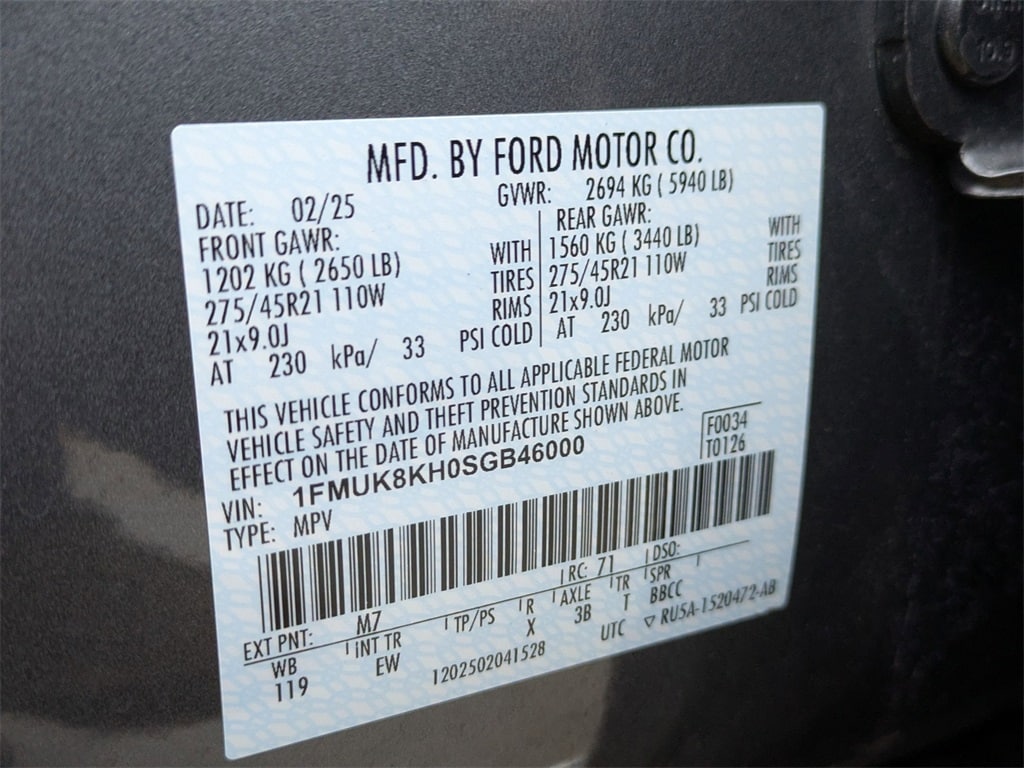 MFD. BY FORD MOTOR CO.
DATE: 02/25 GVWR: 2694 KG ( 5940 LB)
FRONT GAWR: REAR GAWR:
1202 KG ( 2650 LB) WITH 1560 KG ( 3440 LB) WITH
275/45R21 110W TIRES 275/45R21 110W TIRES
21x9.0J RIMS 21x9.0J RIMS
AT 230 kPa/ 33 PSI COLD AT 230 kPa/ 33 PSI COLD
THIS VEHICLE CONFORMS TO ALL APPLICABLE FEDERAL MOTOR
VEHICLE SAFETY AND THEFT PREVENTION STANDARDS IN
EFFECT ON THE DATE OF MANUFACTURE SHOWN ABOVE.
F0034
VIN: 1FMUK8KH0SGB46000 T0126
TYPE: MPV
EXT PNT: M7 RC: 71 DSO:
WB INT TR TP/PS R AXLE TR SPR
119 EW X 3B T BBCC
1202502041528 UTC ▽ RU5A-1520472-AB